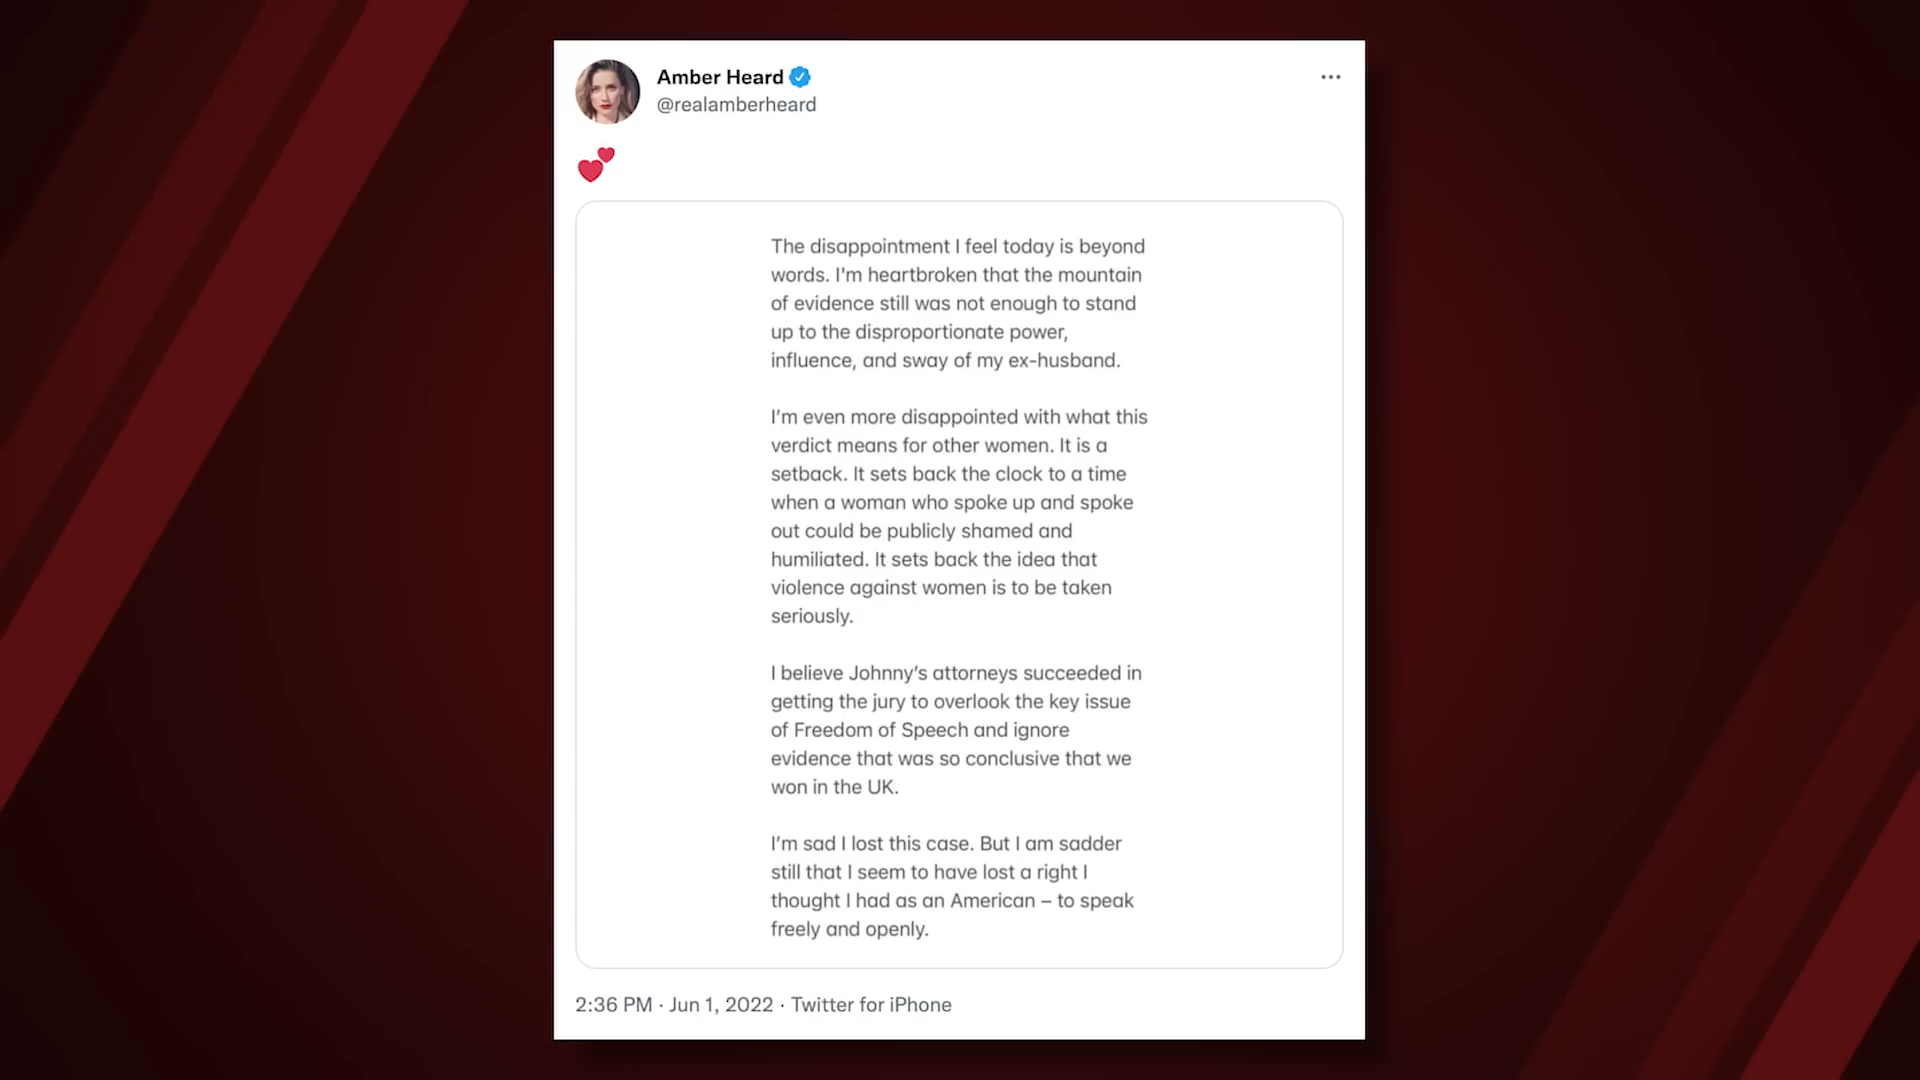 Amber Heard
@realamberheard
💕
The disappointment I feel today is beyond
words. I'm heartbroken that the mountain
of evidence still was not enough to stand
up to the disproportionate power,
influence, and sway of my ex-husband.
I’m even more disappointed with what this
verdict means for other women. It is a
setback. It sets back the clock to a time
when a woman who spoke up and spoke
out could be publicly shamed and
humiliated. It sets back the idea that
violence against women is to be taken
seriously.
I believe Johnny’s attorneys succeeded in
getting the jury to overlook the key issue
of Freedom of Speech and ignore
evidence that was so conclusive that we
won in the UK.
I’m sad I lost this case. But I am sadder
still that I seem to have lost a right I
thought I had as an American – to speak
freely and openly.
2:36 PM · Jun 1, 2022 · Twitter for iPhone